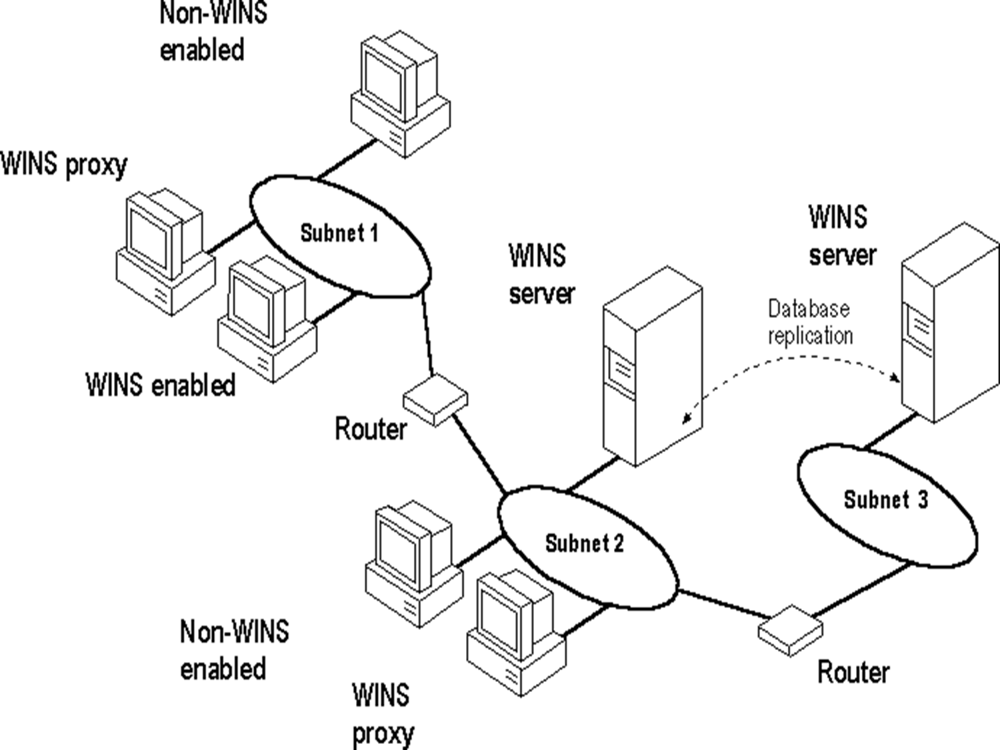 Non-WINS
enabled
WINS proxy
Subnet 1
WINS enabled
Router
WINS
server
WINS
server
Database
replication
Subnet 2
Subnet 3
Non-WINS
enabled
WINS
proxy
Router